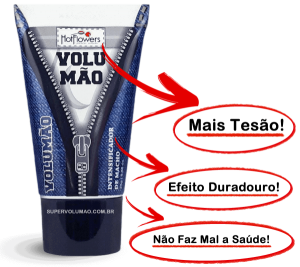 HotFlowers
VOLU
MÃO
VOLUMÃO
INTENSIFICADOR
DE MACHO
SUPERVOLUMAO.COM.BR
Mais Tesão!
Efeito Duradouro!
Não Faz Mal a Saúde!